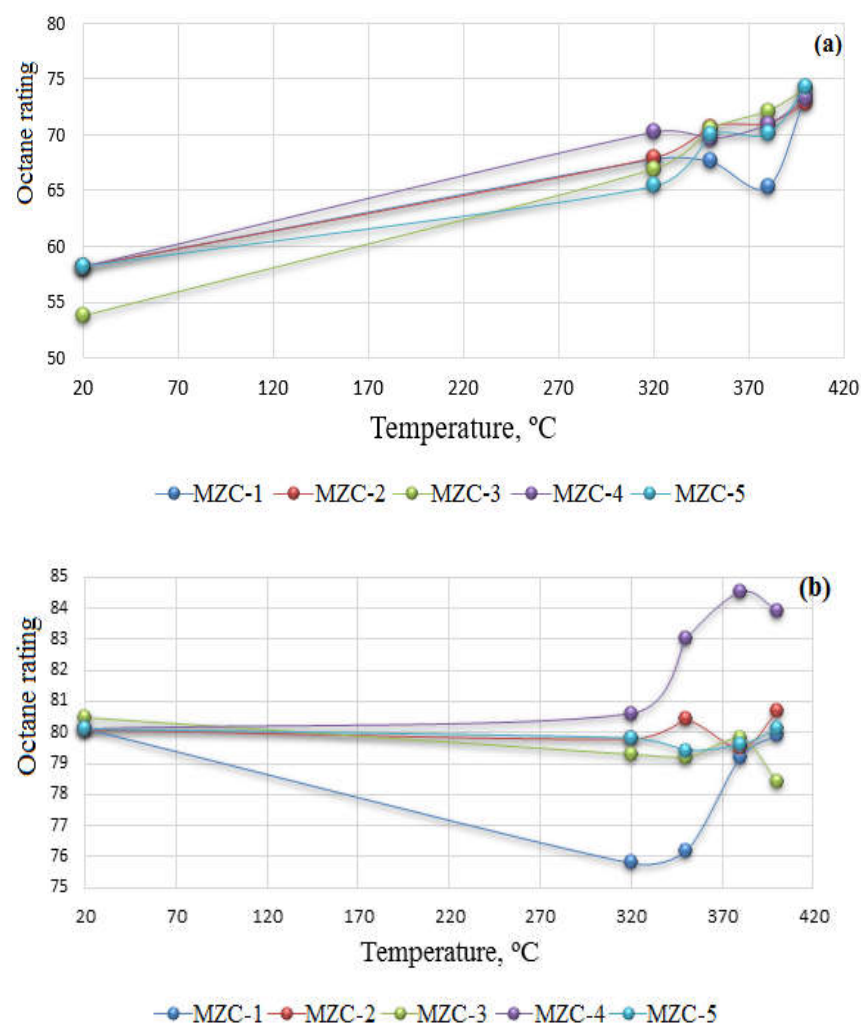 (a)
Octane rating
80
75
70
65
60
55
50
20 70 120 170 220 270 320 370 420
Temperature, ºC
MZC-1 MZC-2 MZC-3 MZC-4 MZC-5
(b)
Octane rating
85
84
83
82
81
80
79
78
77
76
75
20 70 120 170 220 270 320 370 420
Temperature, ºC
MZC-1 MZC-2 MZC-3 MZC-4 MZC-5